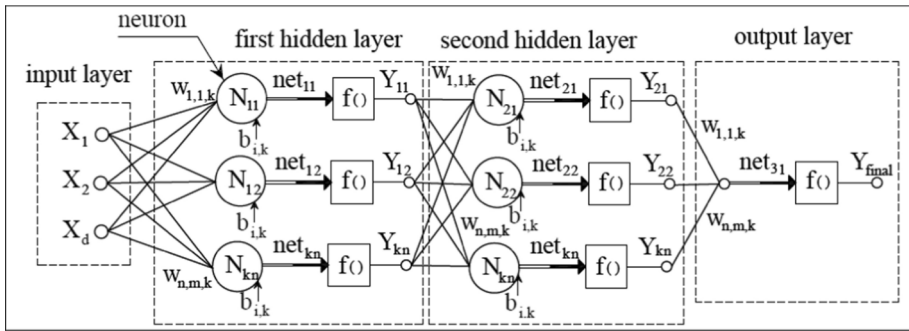 neuron
first hidden layer
second hidden layer
output layer
input layer
W1,1,k
N11
net11
f()
Y11
bi,k
W1,1,k
N21
net21
f()
Y21
bi,k
W1,1,k
X1
X2
Xd
N12
net12
f()
Y12
bi,k
N22
net22
f()
Y22
bi,k
net31
f()
Yfinal
Wn,m,k
Nkn
netkn
f()
Ykn
bi,k
Wn,m,k
Nkn
netkn
f()
Ykn
bi,k
Wn,m,k